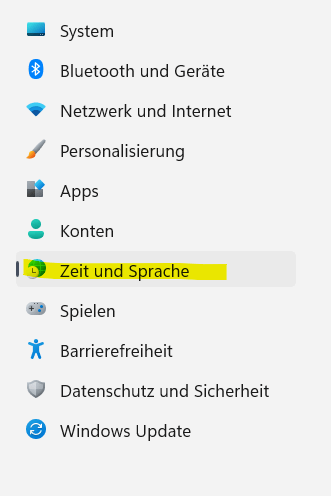 System
Bluetooth und Geräte
Netzwerk und Internet
Personalisierung
Apps
Konten
Zeit und Sprache
Spielen
Barrierefreiheit
Datenschutz und Sicherheit
Windows Update